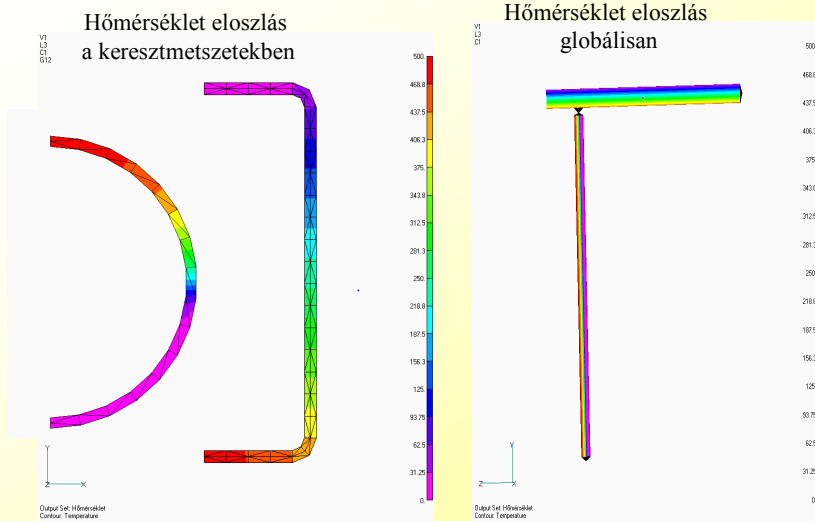 Hőmérséklet eloszlás
a keresztmetszetekben
V1
L3
C1
G12
500.
468.8
437.5
406.3
375.
343.8
312.5
281.3
250.
218.8
187.5
156.3
125.
93.75
62.5
31.25
0.
Y
Z
X
Output Set: Hőmérséklet
Contour: Temperature
Hőmérséklet eloszlás
globálisan
V1
L3
C1
500.
468.8
437.5
406.3
375.
343.8
312.5
281.3
250.
218.8
187.5
156.3
125.
93.75
62.5
31.25
0.
Y
Z
X
Output Set: Hőmérséklet
Contour: Temperature